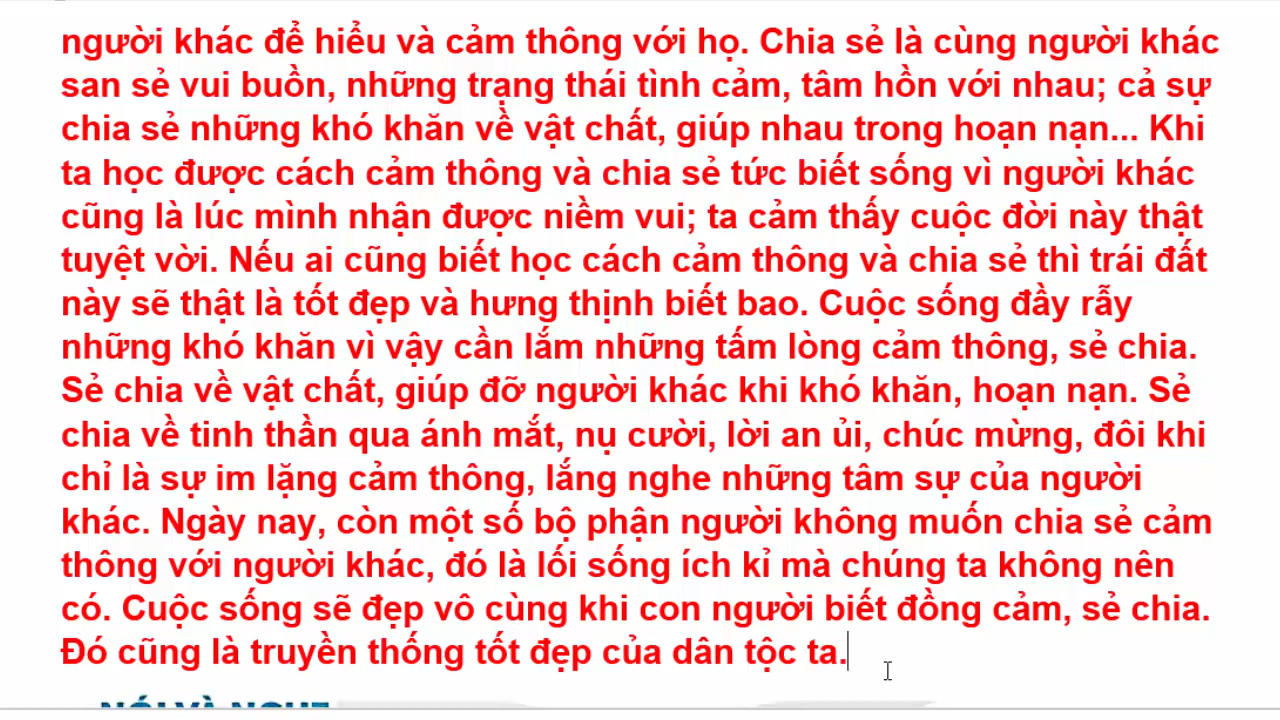 người khác để hiểu và cảm thông với họ. Chia sẻ là cùng người khác
san sẻ vui buồn, những trạng thái tình cảm, tâm hồn với nhau; cả sự
chia sẻ những khó khăn về vật chất, giúp nhau trong hoạn nạn... Khi
ta học được cách cảm thông và chia sẻ tức biết sống vì người khác
cũng là lúc mình nhận được niềm vui; ta cảm thấy cuộc đời này thật
tuyệt vời. Nếu ai cũng biết học cách cảm thông và chia sẻ thì trái đất
này sẽ thật là tốt đẹp và hưng thịnh biết bao. Cuộc sống đầy rẫy
những khó khăn vì vậy cần lắm những tấm lòng cảm thông, sẻ chia.
Sẻ chia về vật chất, giúp đỡ người khác khi khó khăn, hoạn nạn. Sẻ
chia về tinh thần qua ánh mắt, nụ cười, lời an ủi, chúc mừng, đôi khi
chỉ là sự im lặng cảm thông, lắng nghe những tâm sự của người
khác. Ngày nay, còn một số bộ phận người không muốn chia sẻ cảm
thông với người khác, đó là lối sống ích kỉ mà chúng ta không nên
có. Cuộc sống sẽ đẹp vô cùng khi con người biết đồng cảm, sẻ chia.
Đó cũng là truyền thống tốt đẹp của dân tộc ta.
NÓI VÀ NGHE